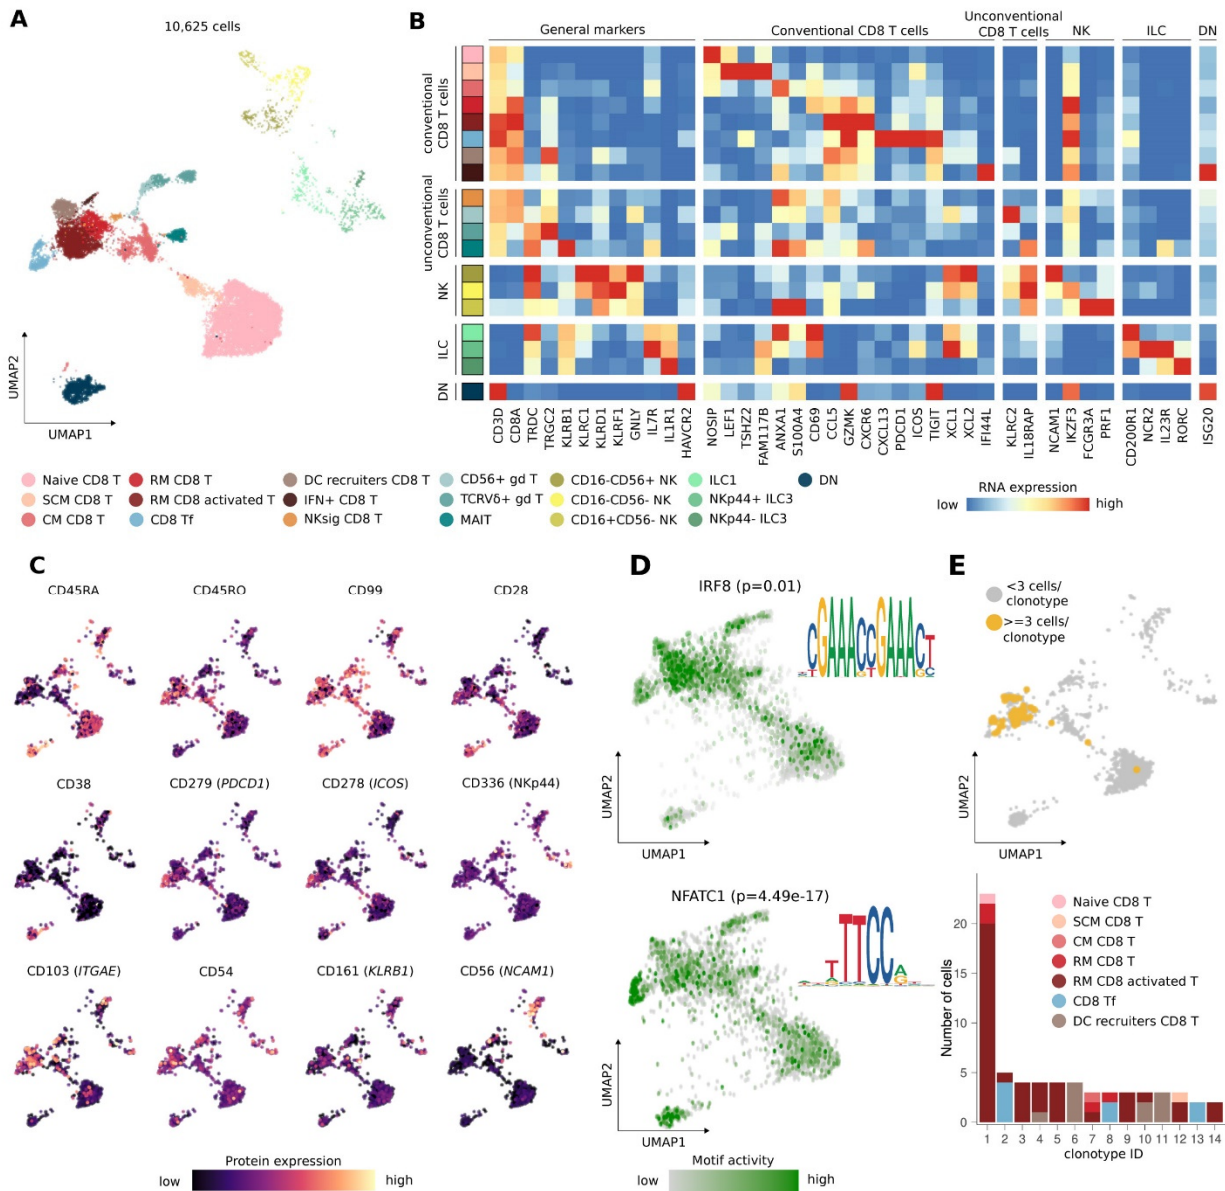 A
10,625 cells
UMAP2
UMAP1
B
General markers
Conventional CD8 T cells
Unconventional
CD8 T cells
NK
ILC
DN
conventional
CD8 T cells
unconventional
CD8 T cells
NK
ILC
DN
CD3D
CD8A
TRDC
TRGC2
KLRB1
KLRC1
KLRD1
KLRF1
GNLY
IL7R
IL1R1
HAVCR2
NOSIP
LEF1
TSHZ2
FAM117B
ANXA1
S100A4
CD69
CCL5
GZMK
CXCR6
CXCL13
PDCD1
ICOS
TIGIT
XCL1
XCL2
IFI44L
KLRC2
IL18RAP
NCAM1
IKZF3
FCGR3A
PRF1
CD200R1
NCR2
IL23R
RORC
ISG20
Naive CD8 T
SCM CD8 T
CM CD8 T
RM CD8 T
RM CD8 activated T
CD8 Tf
DC recruiters CD8 T
IFN+ CD8 T
NKsig CD8 T
CD56+ gd T
TCRVδ+ gd T
MAIT
CD16-CD56+ NK
CD16-CD56- NK
CD16+CD56- NK
ILC1
NKp44+ ILC3
NKp44- ILC3
DN
low
RNA expression
high
C
CD45RA
CD45RO
CD99
CD28
CD38
CD279 (PDCD1)
CD278 (ICOS)
CD336 (NKp44)
CD103 (ITGAE)
CD54
CD161 (KLRB1)
CD56 (NCAM1)
Protein expression
low
high
D
IRF8 (p=0.01)
CGAAACCGAAACT
UMAP2
UMAP1
NFATC1 (p=4.49e-17)
TTTCCA
UMAP2
UMAP1
Motif activity
low
high
E
<3 cells/
clonotype
>=3 cells/
clonotype
UMAP2
UMAP1
Number of cells
20
15
10
5
0
Naive CD8 T
SCM CD8 T
CM CD8 T
RM CD8 T
RM CD8 activated T
CD8 Tf
DC recruiters CD8 T
1 2 3 4 5 6 7 8 9 10 11 12 13 14
clonotype ID